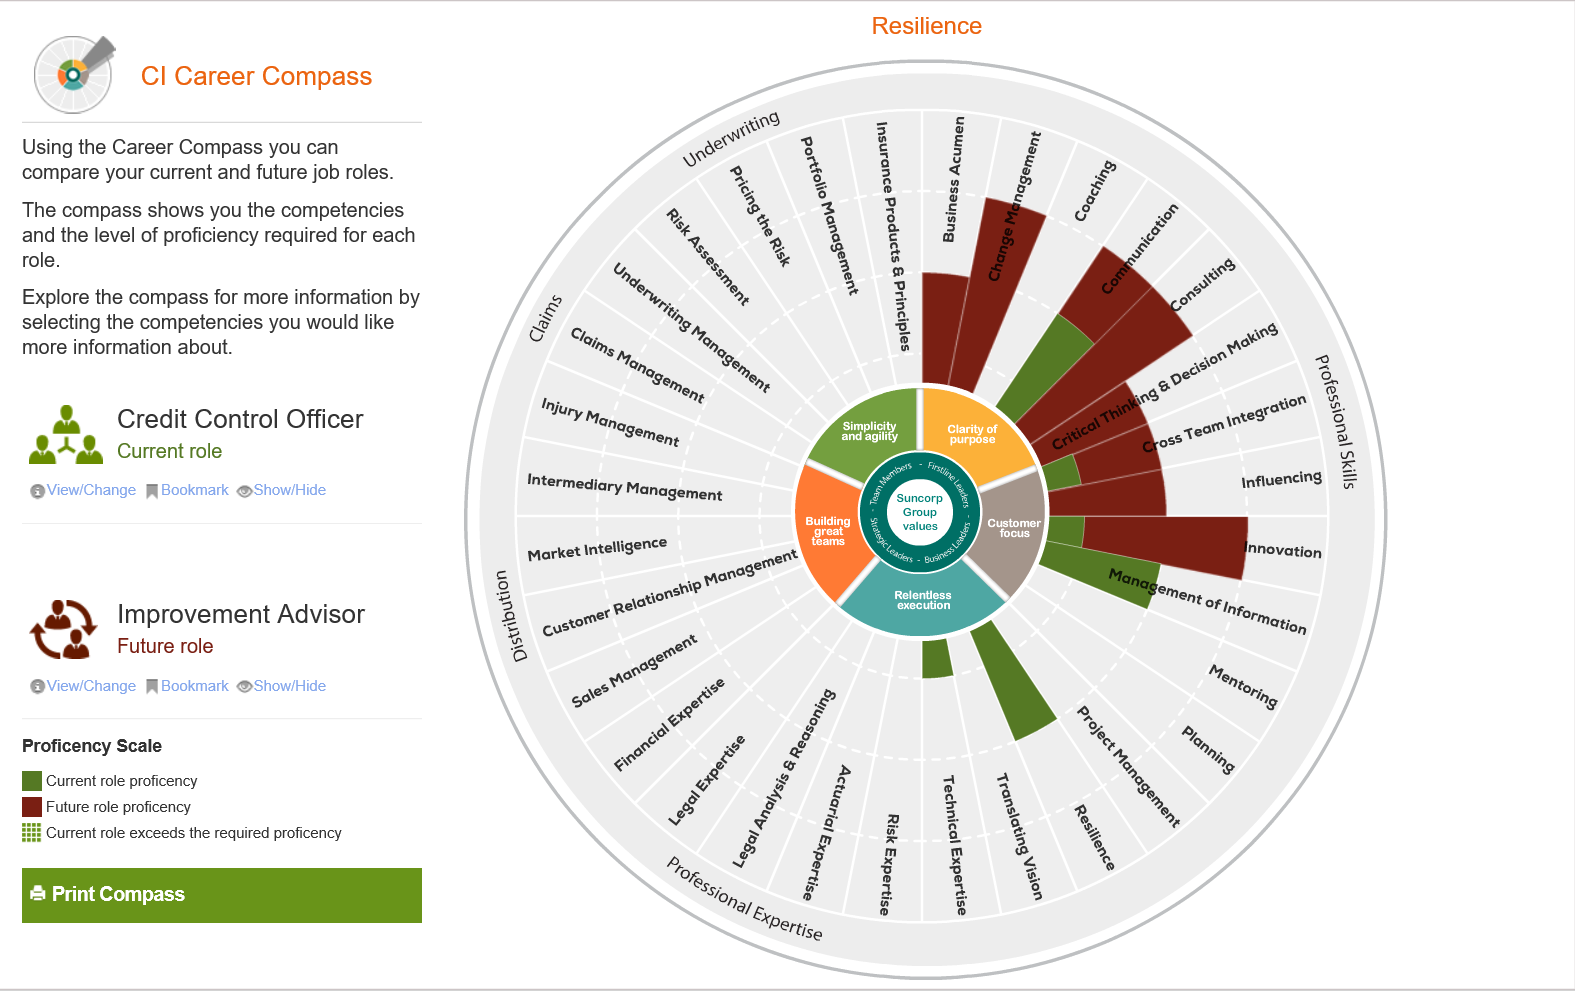 Resilience
CI Career Compass
Using the Career Compass you can
compare your current and future job roles.
The compass shows you the competencies
and the level of proficiency required for each
role.
Explore the compass for more information by
selecting the competencies you would like
more information about.
Credit Control Officer
Current role
View/Change Bookmark Show/Hide
Improvement Advisor
Future role
View/Change Bookmark Show/Hide
Proficency Scale
Current role proficency
Future role proficency
Current role exceeds the required proficency
Print Compass
Professional Skills
Business Acumen
Change Management
Coaching
Communication
Consulting
Critical Thinking & Decision Making
Cross Team Integration
Influencing
Innovation
Management of Information
Mentoring
Planning
Project Management
Resilience
Translating Vision
Technical Expertise
Professional Expertise
Risk Expertise
Actuarial Expertise
Legal Analysis & Reasoning
Legal Expertise
Financial Expertise
Distribution
Sales Management
Customer Relationship Management
Market Intelligence
Intermediary Management
Claims
Injury Management
Claims Management
Underwriting
Underwriting Management
Risk Assessment
Pricing the Risk
Portfolio Management
Insurance Products & Principles
Simplicity
and agility
Clarity of
purpose
Customer
focus
Relentless
execution
Building
great
teams
Team Members - Firstline Leaders - Business Leaders - Strategic Leaders -
Suncorp
Group
values